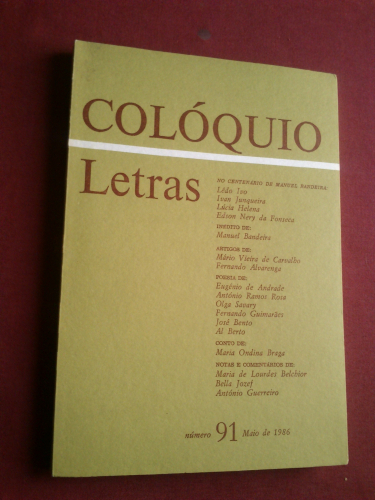 COLÓQUIO
Letras
NO CENTENÁRIO DE MANUEL BANDEIRA:
Lêdo Ivo
Ivan Junqueira
Lúcia Helena
Edson Nery da Fonseca
INÉDITO DE:
Manuel Bandeira
ARTIGOS DE:
Mário Vieira de Carvalho
Fernando Alvarenga
POEMAS DE:
Eugénio de Andrade
António Ramos Rosa
Olga Savary
Fernando Guimarães
José Bento
Al Berto
CONTO DE:
Maria Ondina Braga
NOTAS E COMENTÁRIOS DE:
Maria de Lourdes Belchior
Bella Jozef
António Guerreiro
número 91 Maio de 1986